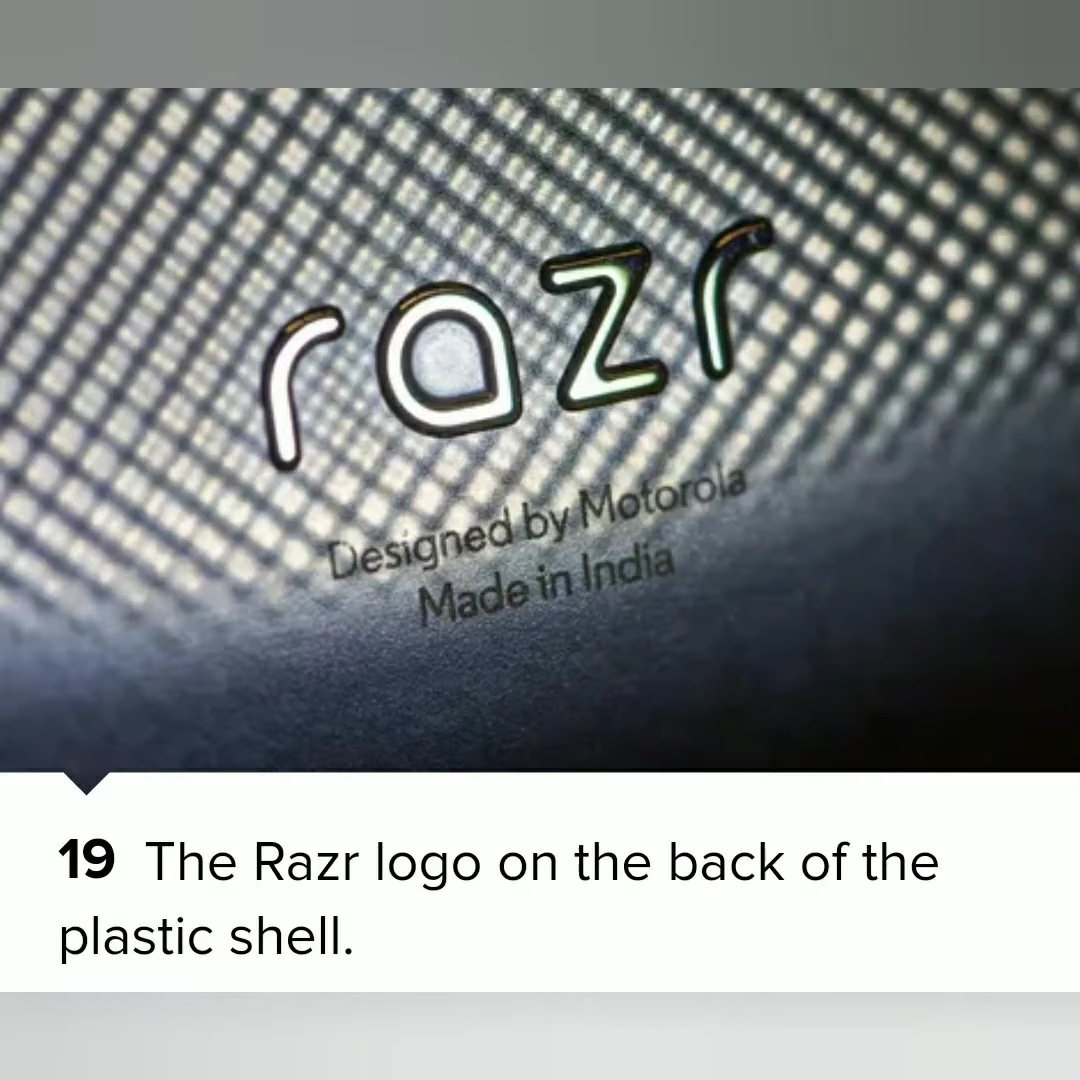 razr
Designed by Motorola
Made in India
19 The Razr logo on the back of the
plastic shell.